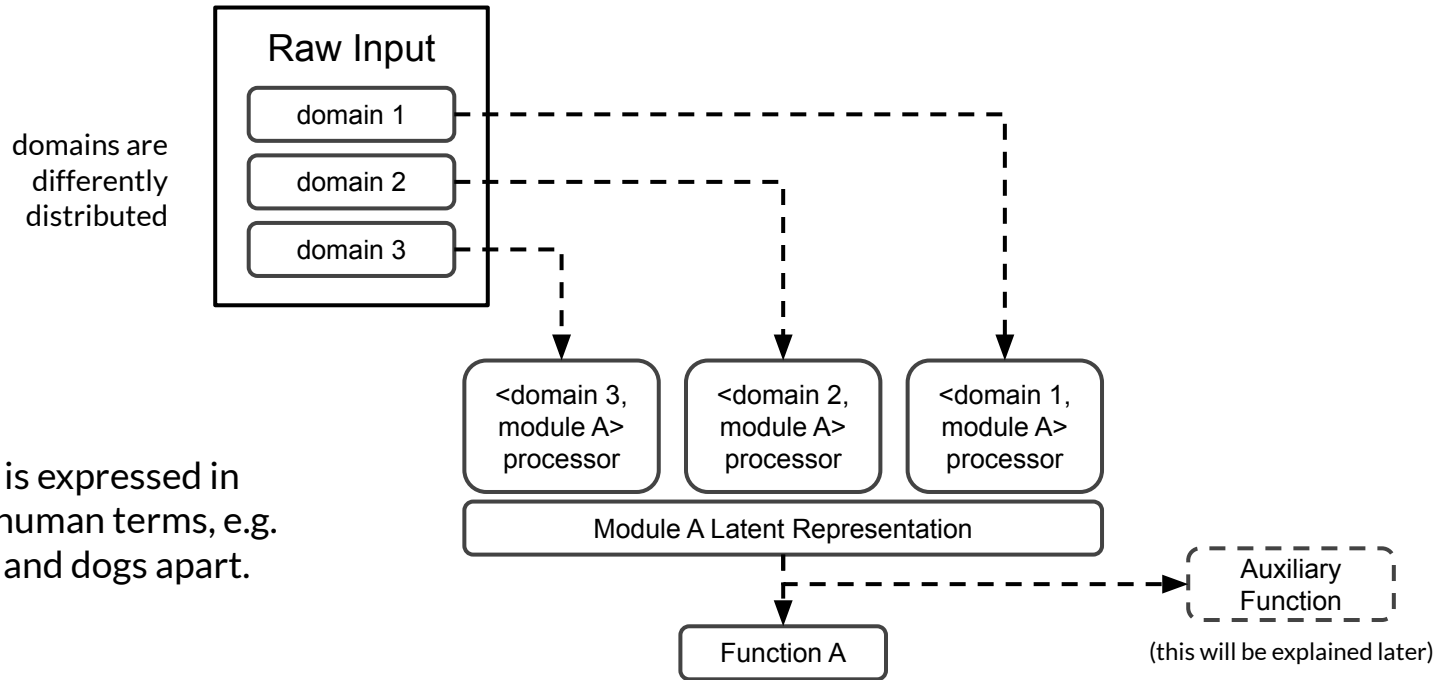 Raw Input
domain 1
domain 2
domain 3
domains are
differently
distributed
<domain 3,
module A>
processor
<domain 2,
module A>
processor
<domain 1,
module A>
processor
is expressed in
human terms, e.g.
and dogs apart.
Module A Latent Representation
Auxiliary
Function
(this will be explained later)
Function A